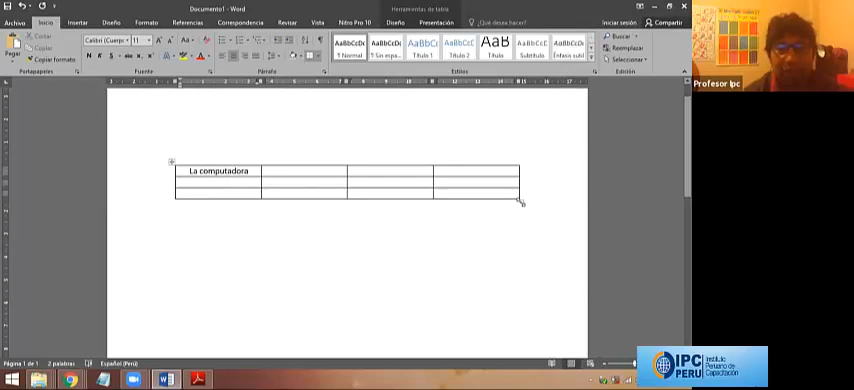 Documento1 - Word
Herramientas de tabla
Archivo
Inicio
Insertar
Diseño
Formato
Referencias
Correspondencia
Revisar
Vista
Nitro Pro 10
Diseño
Presentación
¿Qué desea hacer?
Iniciar sesión
Compartir
Pegar
Cortar
Copiar
Copiar formato
Portapapeles
Calibri (Cuerpo
11
N K S
Aa
Fuente
Párrafo
AaBbCcDc
¶ Normal
AaBbCcDc
¶ Sin espa...
AaBbCc
Título 1
AaBbCcC
Título 2
AaB
Título
AaBbCcC
Subtítulo
AaBbCcDc
Énfasis sutil
Estilos
Buscar
Reemplazar
Seleccionar
Edición
Profesor Ipc
La computadora
Página 1 de 1
2 palabras
Español (Perú)
IPC
PERÚ
Instituto
Peruano de
Capacitación